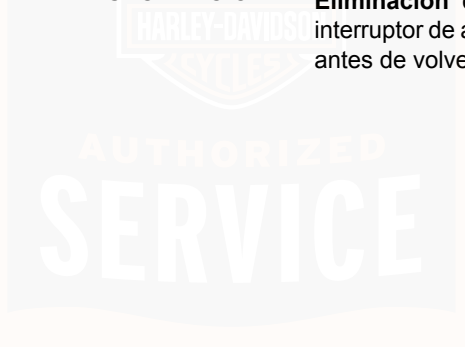 HARLEY-DAVIDSON
Eliminación
interruptor de a
antes de volve
CYCLES
AUTHORIZED
SERVICE